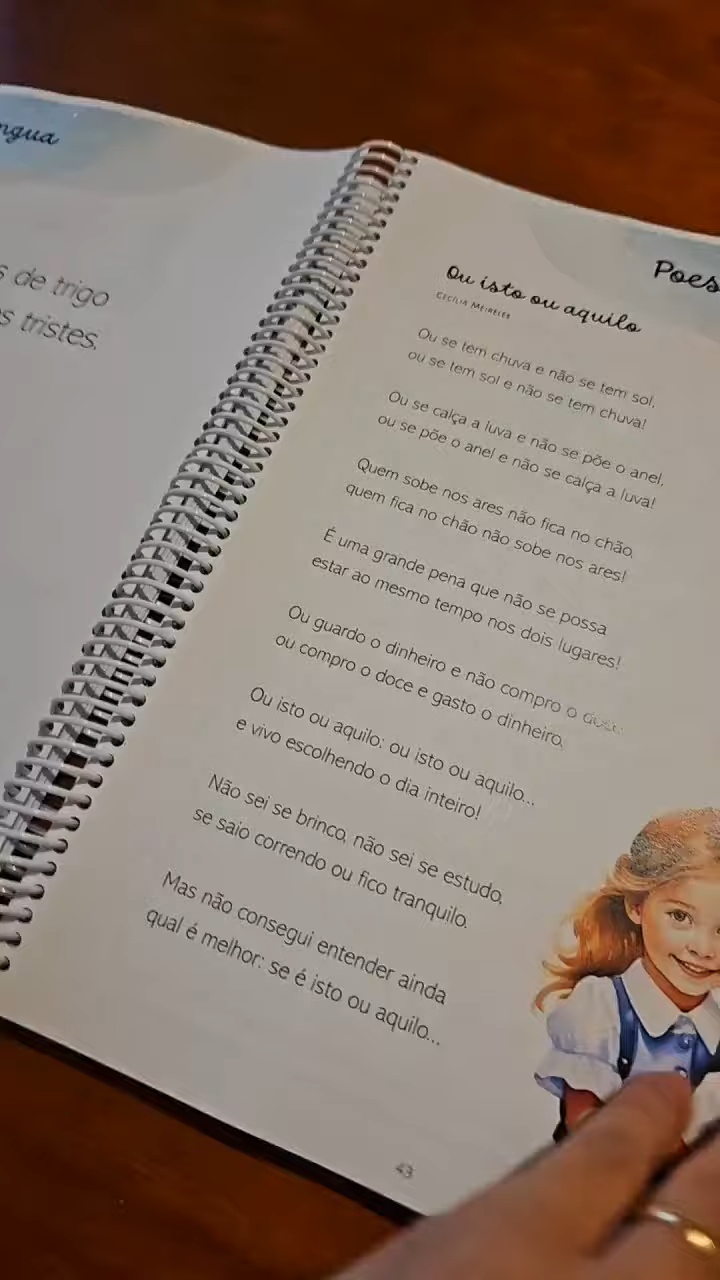 ngua
s de trigo
s tristes.
Poes
Ou isto ou aquilo
CECÍLIA MEIRELES
Ou se tem chuva e não se tem sol,
ou se tem sol e não se tem chuva!
Ou se calça a luva e não se põe o anel,
ou se põe o anel e não se calça a luva!
Quem sobe nos ares não fica no chão,
quem fica no chão não sobe nos ares!
É uma grande pena que não se possa
estar ao mesmo tempo nos dois lugares!
Ou guardo o dinheiro e não compro o
ou compro o doce e gasto o dinheiro,
Ou isto ou aquilo: ou isto ou aquilo...
e vivo escolhendo o dia inteiro!
Não sei se brinco, não sei se estudo,
se saio correndo ou fico tranquilo.
Mas não consegui entender ainda
qual é melhor: se é isto ou aquilo...
43